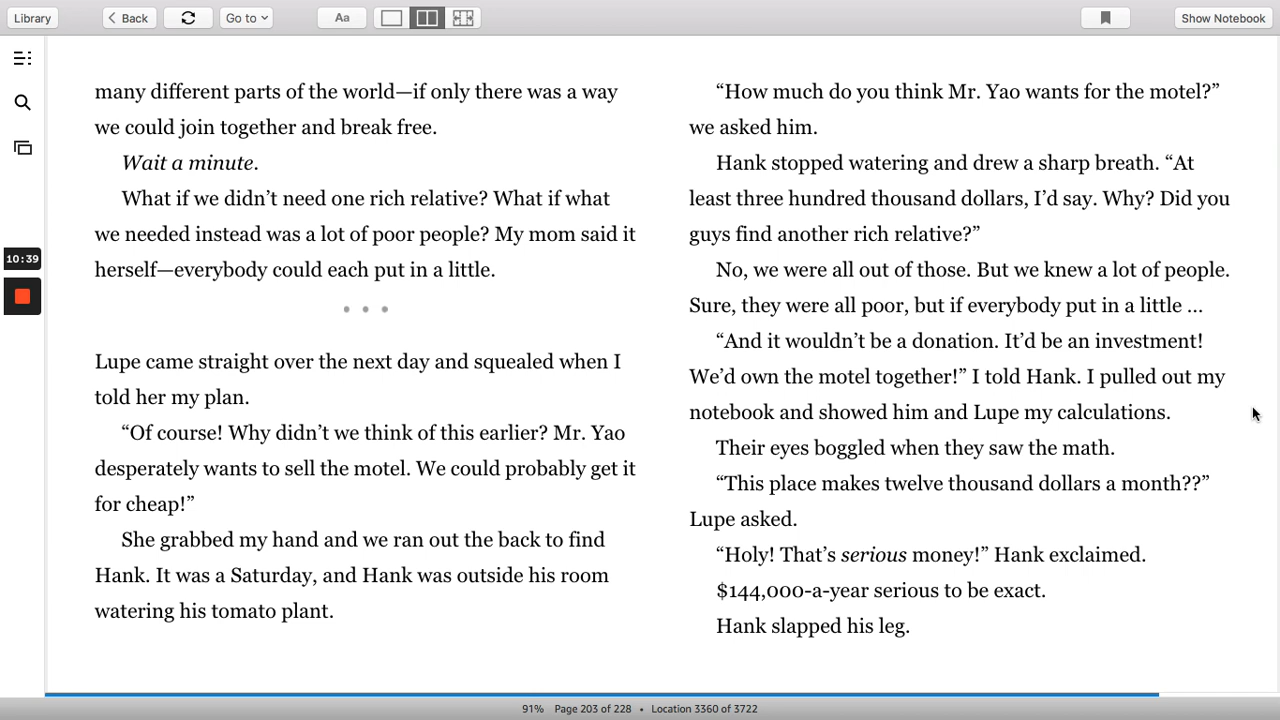 Library
Back
Go to
Aa
Show Notebook
10:39
many different parts of the world—if only there was a way
we could join together and break free.
Wait a minute.
What if we didn’t need one rich relative? What if what
we needed instead was a lot of poor people? My mom said it
herself—everybody could each put in a little.
• • •
Lupe came straight over the next day and squealed when I
told her my plan.
“Of course! Why didn’t we think of this earlier? Mr. Yao
desperately wants to sell the motel. We could probably get it
for cheap!”
She grabbed my hand and we ran out the back to find
Hank. It was a Saturday, and Hank was outside his room
watering his tomato plant.
“How much do you think Mr. Yao wants for the motel?”
we asked him.
Hank stopped watering and drew a sharp breath. “At
least three hundred thousand dollars, I’d say. Why? Did you
guys find another rich relative?”
No, we were all out of those. But we knew a lot of people.
Sure, they were all poor, but if everybody put in a little ...
“And it wouldn’t be a donation. It’d be an investment!
We’d own the motel together!” I told Hank. I pulled out my
notebook and showed him and Lupe my calculations.
Their eyes boggled when they saw the math.
“This place makes twelve thousand dollars a month??”
Lupe asked.
“Holy! That’s serious money!” Hank exclaimed.
$144,000-a-year serious to be exact.
Hank slapped his leg.
91% Page 203 of 228 • Location 3360 of 3722